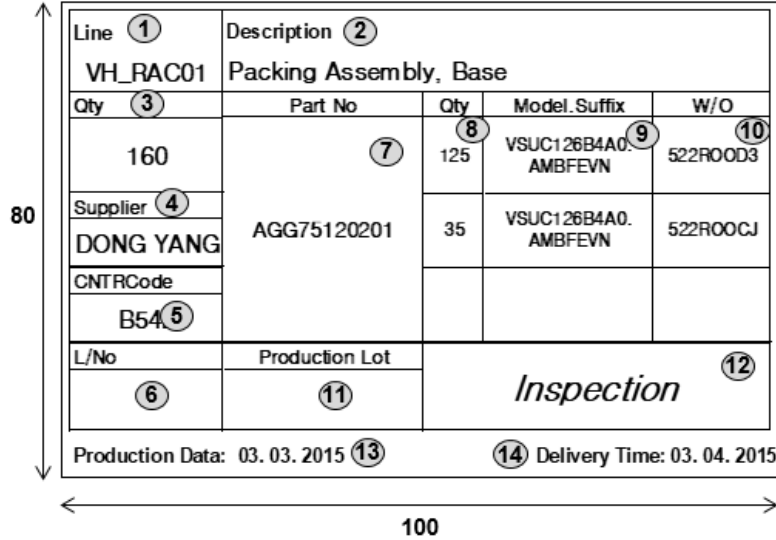 Line 1 Description 2
VH_RAC01 Packing Assembly, Base
Qty 3 Part No Qty Model.Suffix W/O
8 9 10
160 7 125 VSUC126B4A0. 522ROOD3
AMBFEVN
Supplier 4
80
DONG YANG AGG75120201 35 VSUC126B4A0. 522ROOCJ
AMBFEVN
CNTRCode
5
L/No Production Lot 12
6 11 Inspection
Production Data: 03. 03. 2015 13 14 Delivery Time: 03. 04. 2015
100